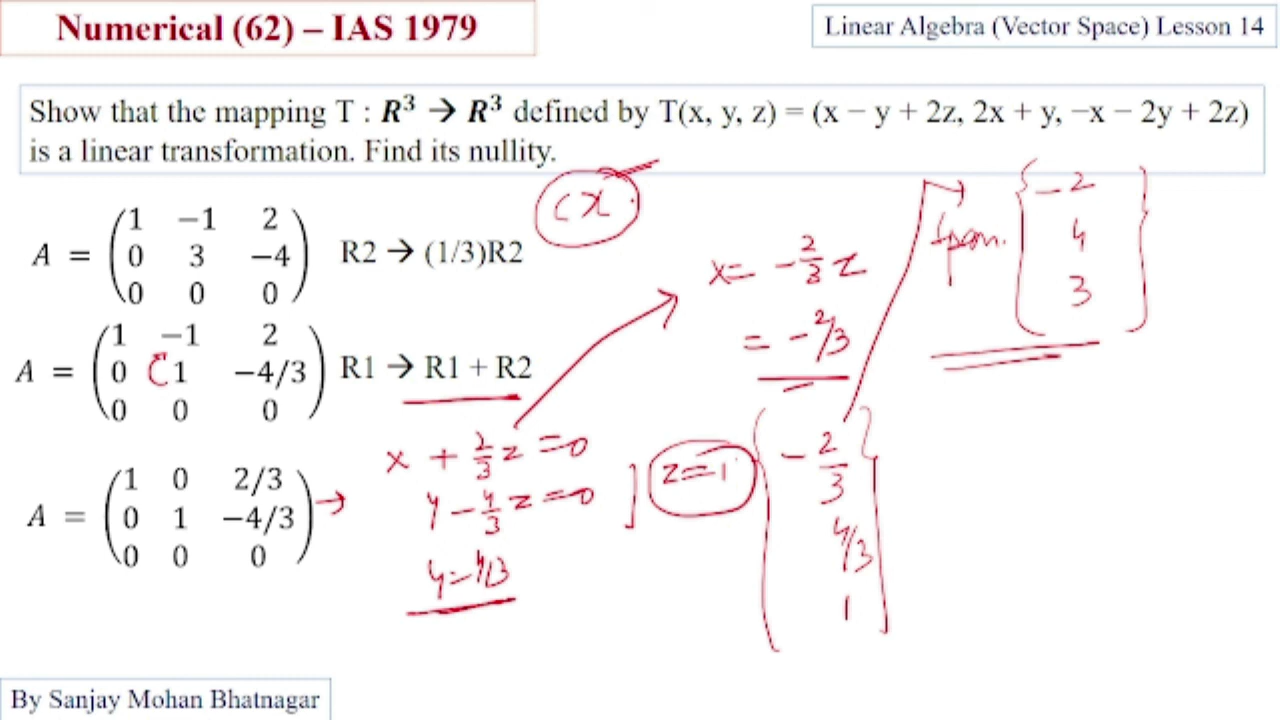 Numerical (62) – IAS 1979
Linear Algebra (Vector Space) Lesson 14
Show that the mapping T : R³ → R³ defined by T(x, y, z) = (x − y + 2z, 2x + y, −x − 2y + 2z)
is a linear transformation. Find its nullity.
A = (1 −1 2
0 3 −4
0 0 0)
R2 → (1/3)R2
A = (1 −1 2
0 1 −4/3
0 0 0)
R1 → R1 + R2
A = (1 0 2/3
0 1 −4/3
0 0 0)
x + 2/3 z = 0
y − 4/3 z = 0
y = 4/3
z = 1
x = − 2/3 z
= − 2/3
{ − 2/3
4/3
1 }
span { −2
4
3 }
By Sanjay Mohan Bhatnagar